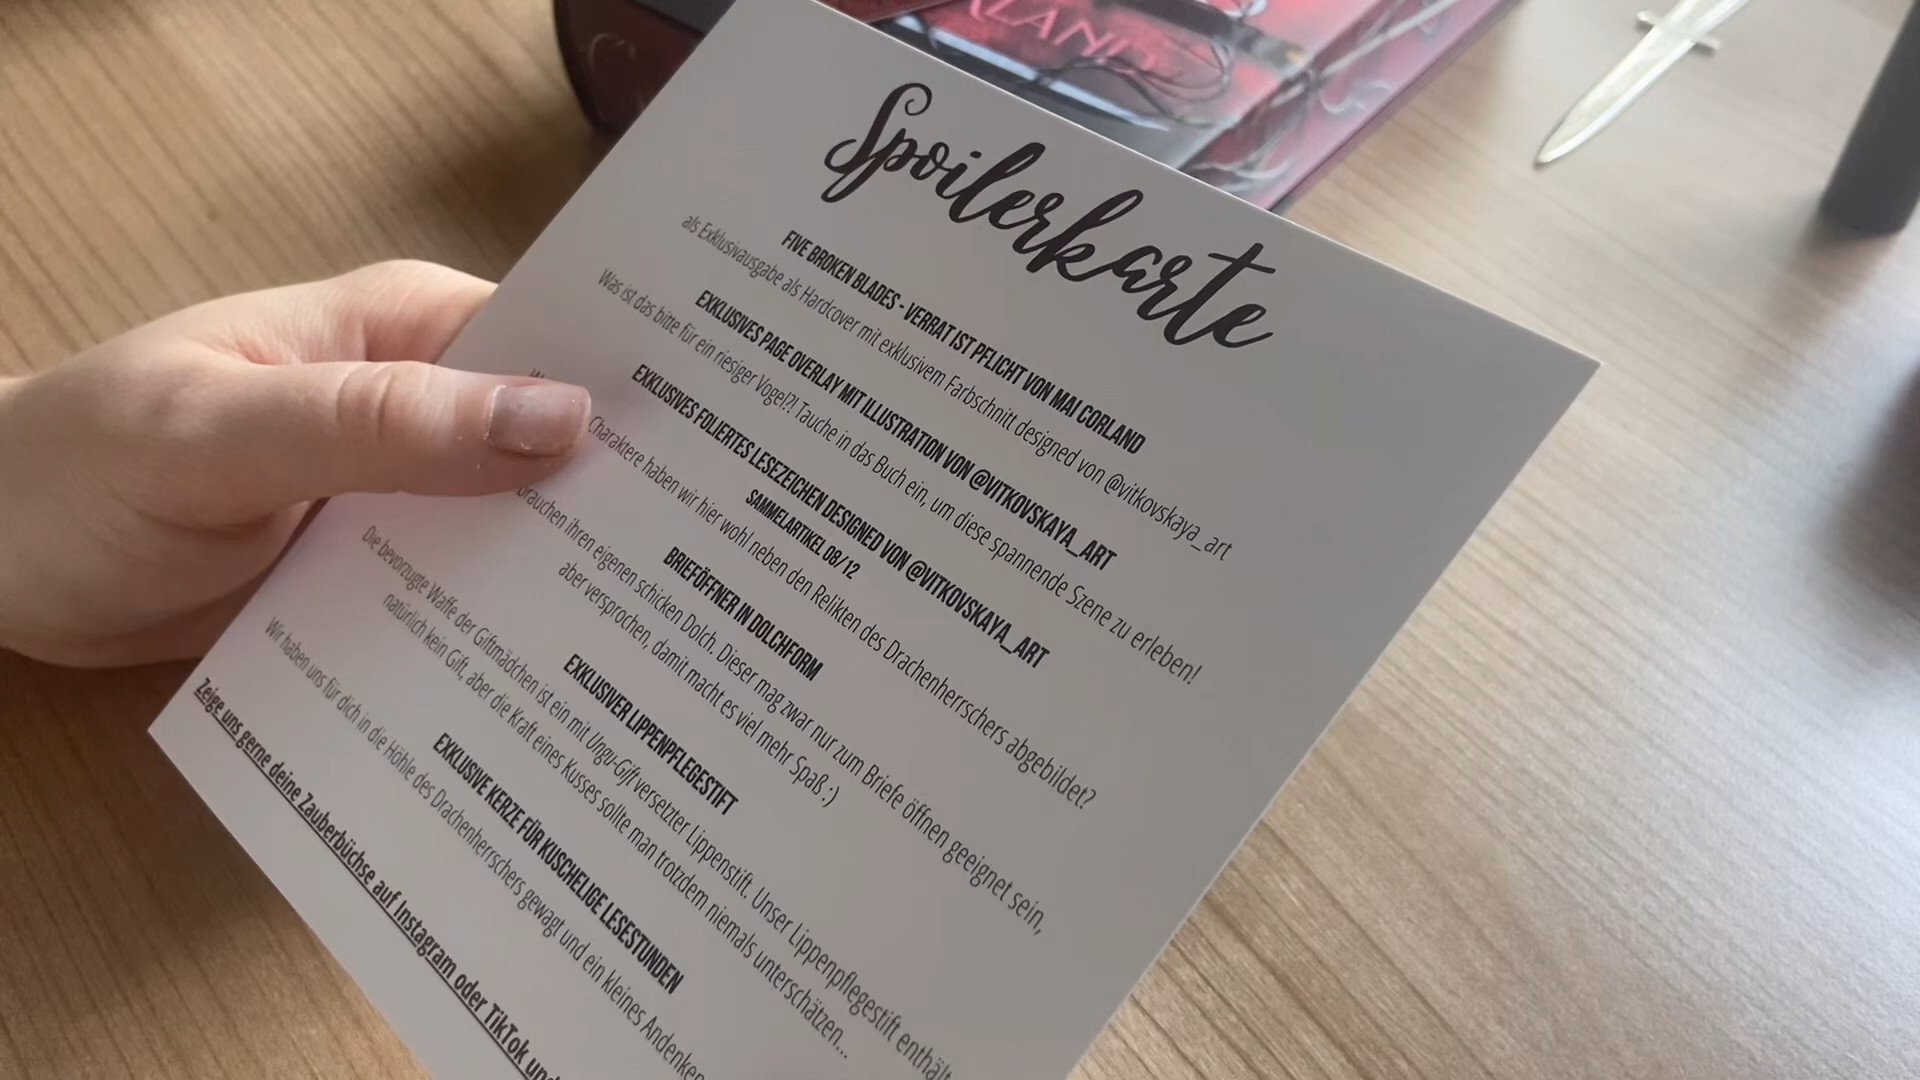 RLAND
Spoilerkarte
FIVE BROKEN BLADES - VERRAT IST PFLICHT VON MAI CORLAND
als Exklusivausgabe als Hardcover mit exklusivem Farbschnitt designed von @vitkovskaya_art
EXKLUSIVES PAGE OVERLAY MIT ILLUSTRATION VON @VITKOVSKAYA_ART
Was ist das bitte für ein riesiger Vogel?! Tauche in das Buch ein, um diese spannende Szene zu erleben!
EXKLUSIVES FOLIERTES LESEZEICHEN DESIGNED VON @VITKOVSKAYA_ART
SAMMELARTIKEL 08/12
Charaktere haben wir hier wohl neben den Relikten des Drachenherrschers abgebildet?
BRIEFÖFFNER IN DOLCHFORM
brauchen ihren eigenen schicken Dolch. Dieser mag zwar nur zum Briefe öffnen geeignet sein,
aber versprochen, damit macht es viel mehr Spaß :)
EXKLUSIVER LIPPENPFLEGESTIFT
Die bevorzugte Waffe der Giftmädchen ist ein mit Ungu-Gift versetzter Lippenstift. Unser Lippenpflegestift enthält
natürlich kein Gift, aber die Kraft eines Kusses sollte man trotzdem niemals unterschätzen...
EXKLUSIVE KERZE FÜR KUSCHELIGE LESESTUNDEN
Wir haben uns für dich in die Höhle des Drachenherrschers gewagt und ein kleines Andenken
Zeige uns gerne deine Zauberbüchse auf Instagram oder TikTok und